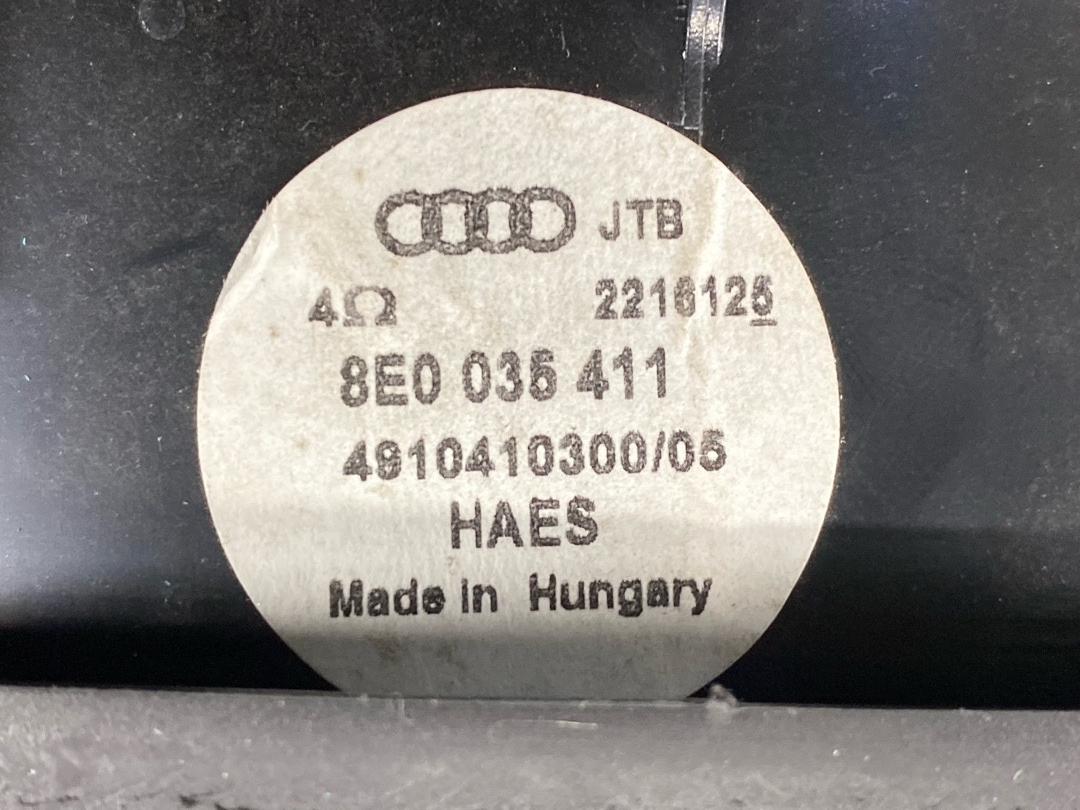 JTB
4Ω 2216125
8E0 035 411
4910410300/05
HAES
Made in Hungary